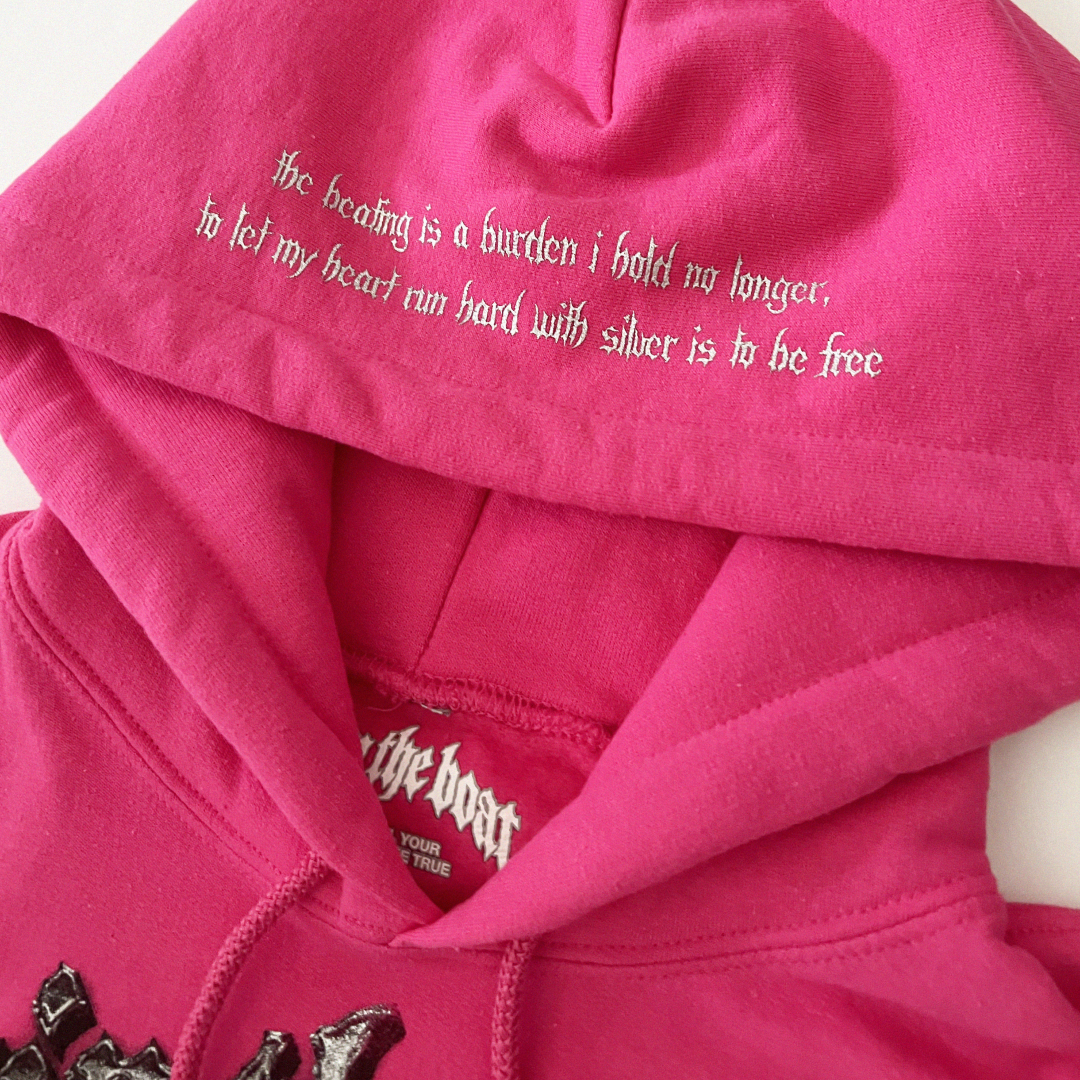 the beating is a burden i hold no longer,
to let my heart run hard with silver is to be free
the boat
YOUR
TRUE